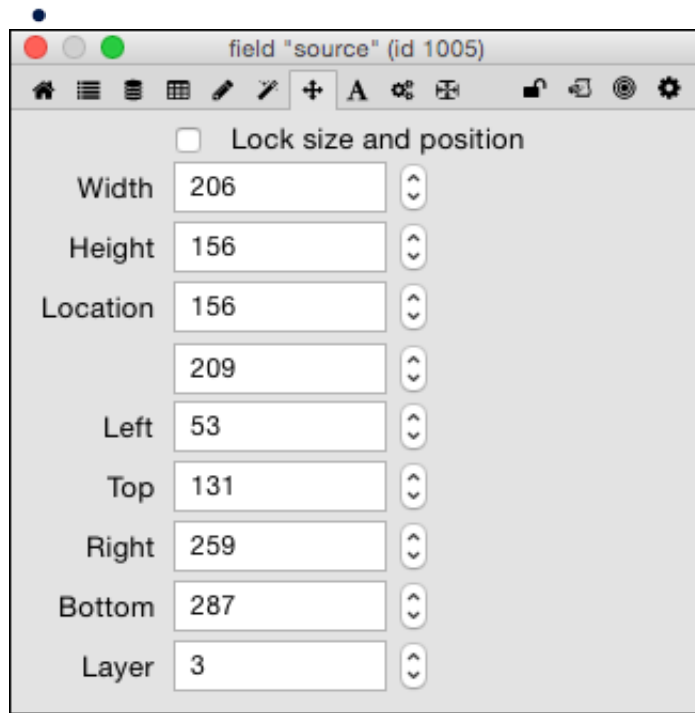 field "source" (id 1005)
Lock size and position
Width 206
Height 156
Location 156
209
Left 53
Top 131
Right 259
Bottom 287
Layer 3